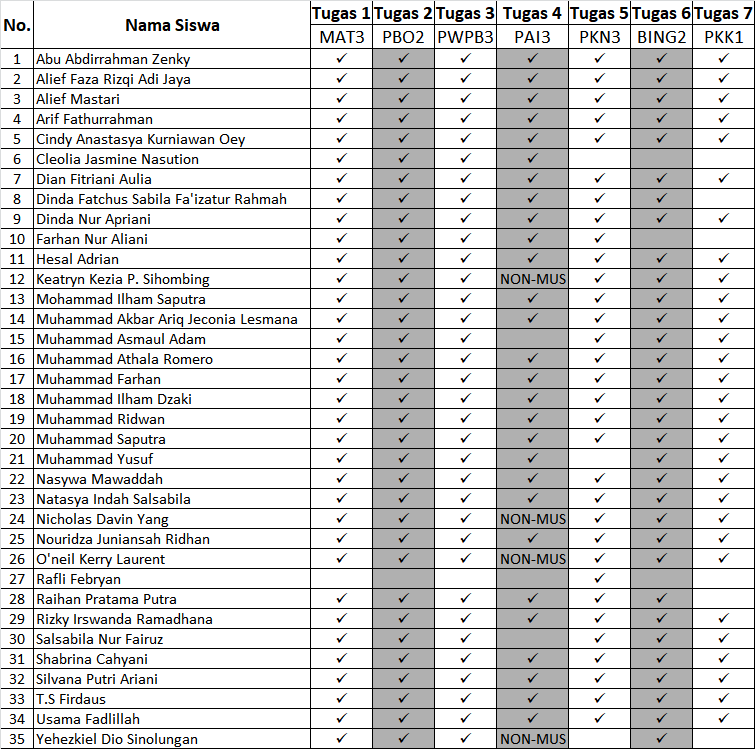 No. Nama Siswa Tugas 1 Tugas 2 Tugas 3 Tugas 4 Tugas 5 Tugas 6 Tugas 7
MAT3 PBO2 PWPB3 PAI3 PKN3 BING2 PKK1
1 Abu Abdirrahman Zenky ✓ ✓ ✓ ✓ ✓ ✓ ✓
2 Alief Faza Rizqi Adi Jaya ✓ ✓ ✓ ✓ ✓ ✓ ✓
3 Alief Mastari ✓ ✓ ✓ ✓ ✓ ✓ ✓
4 Arif Fathurrahman ✓ ✓ ✓ ✓ ✓ ✓ ✓
5 Cindy Anastasya Kurniawan Oey ✓ ✓ ✓ ✓ ✓ ✓ ✓
6 Cleolia Jasmine Nasution ✓ ✓ ✓ ✓
7 Dian Fitriani Aulia ✓ ✓ ✓ ✓ ✓ ✓ ✓
8 Dinda Fatchus Sabila Fa'izatur Rahmah ✓ ✓ ✓ ✓ ✓ ✓
9 Dinda Nur Apriani ✓ ✓ ✓ ✓ ✓ ✓ ✓
10 Farhan Nur Aliani ✓ ✓ ✓ ✓ ✓
11 Hesal Adrian ✓ ✓ ✓ ✓ ✓ ✓ ✓
12 Keatryn Kezia P. Sihombing ✓ ✓ ✓ NON-MUS ✓ ✓ ✓
13 Mohammad Ilham Saputra ✓ ✓ ✓ ✓ ✓ ✓ ✓
14 Muhammad Akbar Ariq Jeconia Lesmana ✓ ✓ ✓ ✓ ✓ ✓ ✓
15 Muhammad Asmaul Adam ✓ ✓ ✓ ✓ ✓ ✓
16 Muhammad Athala Romero ✓ ✓ ✓ ✓ ✓ ✓ ✓
17 Muhammad Farhan ✓ ✓ ✓ ✓ ✓ ✓ ✓
18 Muhammad Ilham Dzaki ✓ ✓ ✓ ✓ ✓ ✓ ✓
19 Muhammad Ridwan ✓ ✓ ✓ ✓ ✓ ✓ ✓
20 Muhammad Saputra ✓ ✓ ✓ ✓ ✓ ✓ ✓
21 Muhammad Yusuf ✓ ✓ ✓ ✓ ✓ ✓
22 Nasywa Mawaddah ✓ ✓ ✓ ✓ ✓ ✓ ✓
23 Natasya Indah Salsabila ✓ ✓ ✓ ✓ ✓ ✓ ✓
24 Nicholas Davin Yang ✓ ✓ ✓ NON-MUS ✓ ✓ ✓
25 Nouridza Juniansah Ridhan ✓ ✓ ✓ ✓ ✓ ✓ ✓
26 O'neil Kerry Laurent ✓ ✓ ✓ NON-MUS ✓ ✓ ✓
27 Rafli Febryan ✓
28 Raihan Pratama Putra ✓ ✓ ✓ ✓ ✓ ✓
29 Rizky Irswanda Ramadhana ✓ ✓ ✓ ✓ ✓ ✓ ✓
30 Salsabila Nur Fairuz ✓ ✓ ✓ ✓ ✓ ✓
31 Shabrina Cahyani ✓ ✓ ✓ ✓ ✓ ✓ ✓
32 Silvana Putri Ariani ✓ ✓ ✓ ✓ ✓ ✓ ✓
33 T.S Firdaus ✓ ✓ ✓ ✓ ✓ ✓ ✓
34 Usama Fadlillah ✓ ✓ ✓ ✓ ✓ ✓ ✓
35 Yehezkiel Dio Sinolungan ✓ ✓ ✓ NON-MUS ✓